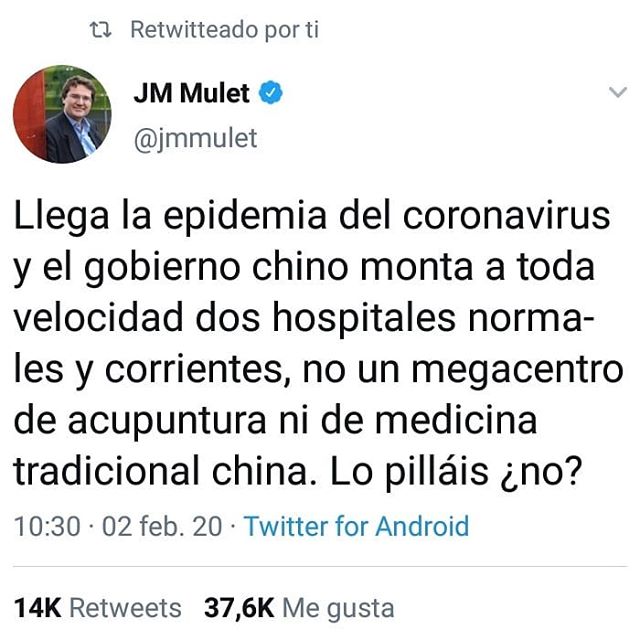 Retwitteado por ti
JM Mulet
@jmmulet
Llega la epidemia del coronavirus
y el gobierno chino monta a toda
velocidad dos hospitales norma-
les y corrientes, no un megacentro
de acupuntura ni de medicina
tradicional china. Lo pilláis ¿no?
10:30 · 02 feb. 20 · Twitter for Android
14K Retweets 37,6K Me gusta